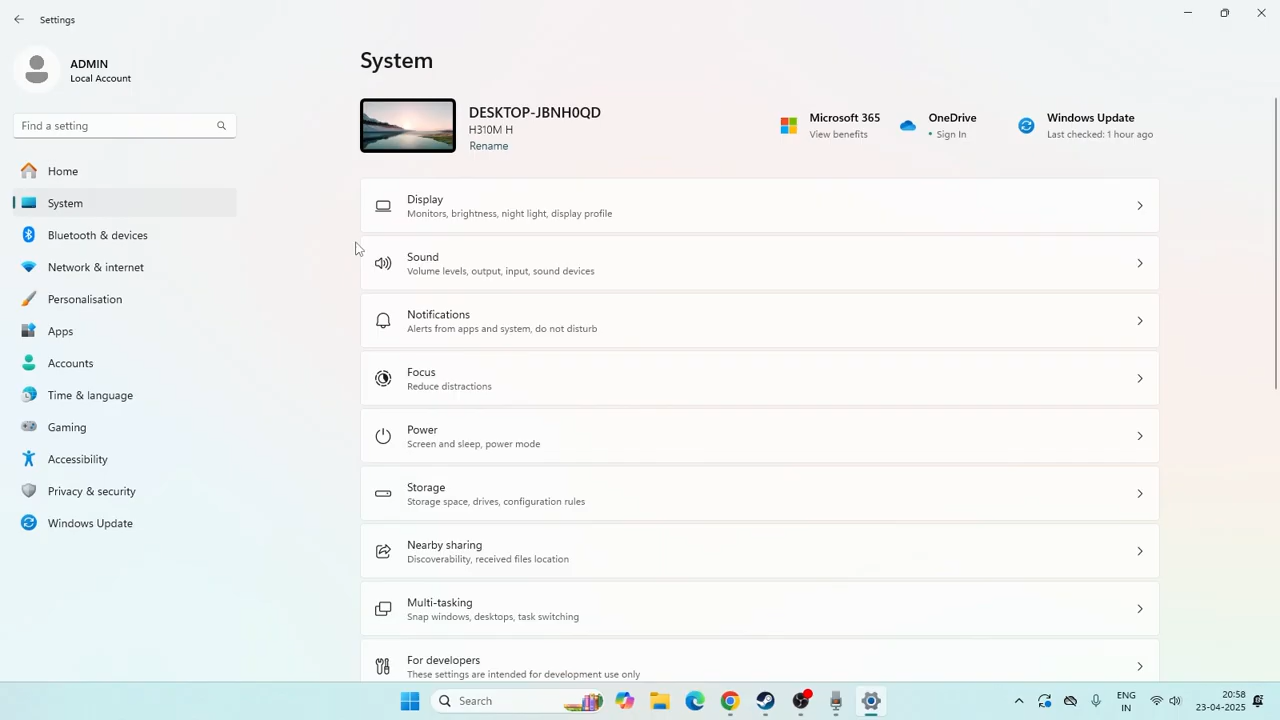 Settings
ADMIN
Local Account
Find a setting
Home
System
Bluetooth & devices
Network & internet
Personalisation
Apps
Accounts
Time & language
Gaming
Accessibility
Privacy & security
Windows Update
System
DESKTOP-JBNH0QD
H310M H
Rename
Microsoft 365
View benefits
OneDrive
• Sign In
Windows Update
Last checked: 1 hour ago
Display
Monitors, brightness, night light, display profile
Sound
Volume levels, output, input, sound devices
Notifications
Alerts from apps and system, do not disturb
Focus
Reduce distractions
Power
Screen and sleep, power mode
Storage
Storage space, drives, configuration rules
Nearby sharing
Discoverability, received files location
Multi-tasking
Snap windows, desktops, task switching
For developers
These settings are intended for development use only
Search
ENG
IN
20:58
23-04-2025